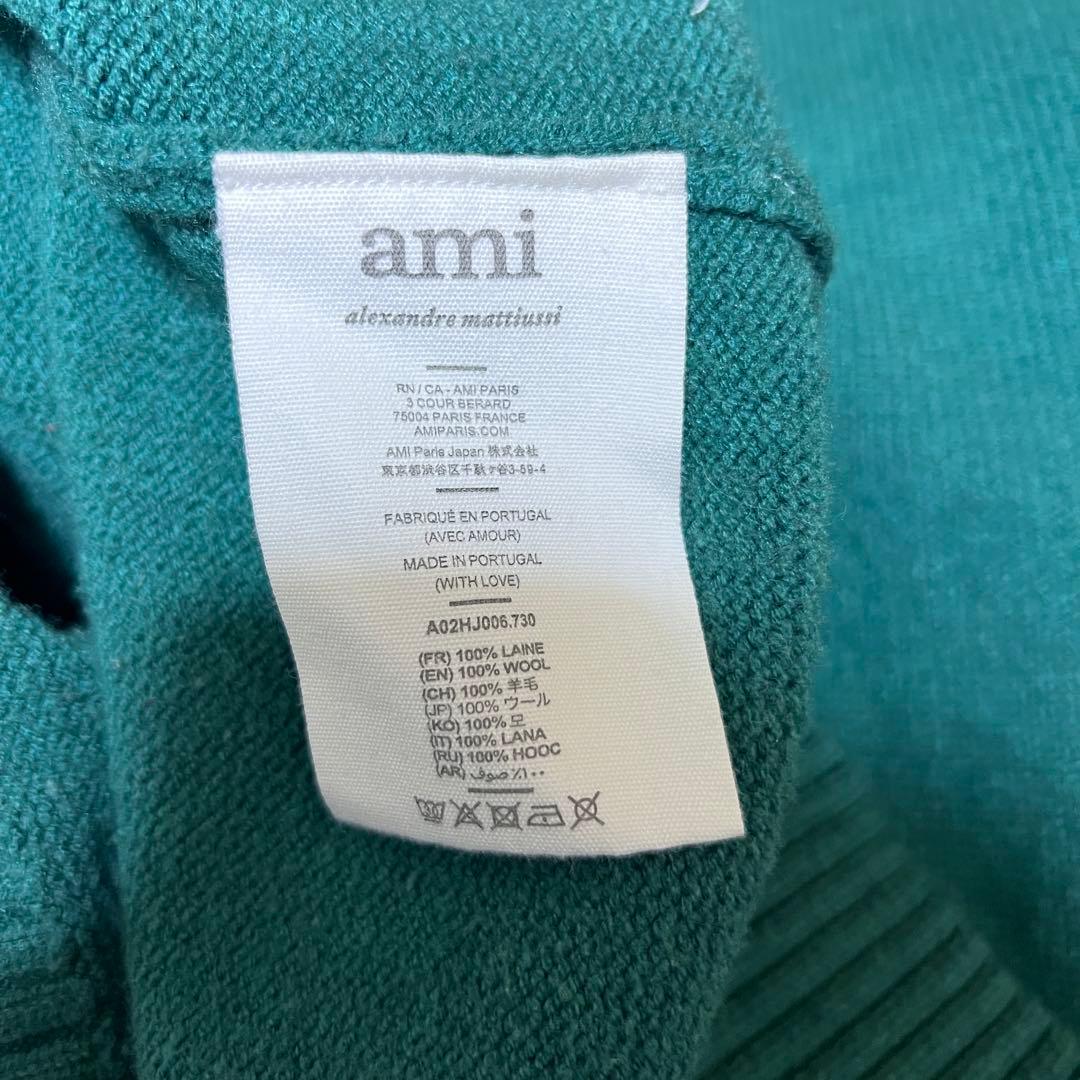 ami
alexandre mattiussi
RN / CA - AMI PARIS
3 COUR BERARD
75004 PARIS FRANCE
AMIPARIS.COM
AMI Paris Japan 株式会社
東京都渋谷区千駄ヶ谷3-59-4
FABRIQUÉ EN PORTUGAL
(AVEC AMOUR)
MADE IN PORTUGAL
(WITH LOVE)
A02HJ006.730
(FR) 100% LAINE
(EN) 100% WOOL
(CH) 100% 羊毛
(JP) 100% ウール
(KO) 100% 모
(IT) 100% LANA
(RU) 100% HOOC
(AR) ١٠٠٪ صوف
30